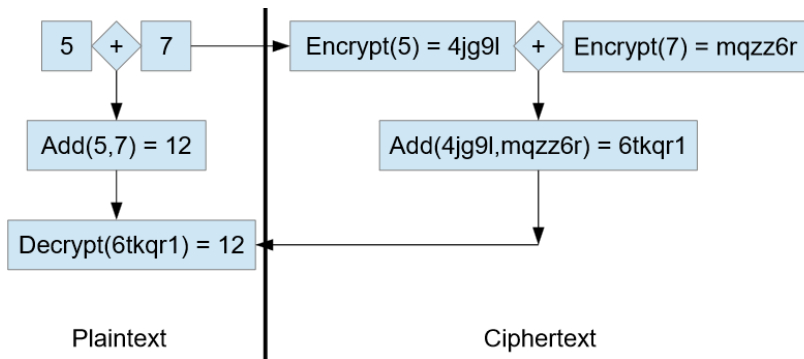 5 + 7
Encrypt(5) = 4jg9l + Encrypt(7) = mqzz6r
Add(5,7) = 12
Add(4jg9l,mqzz6r) = 6tkqr1
Decrypt(6tkqr1) = 12
Plaintext
Ciphertext